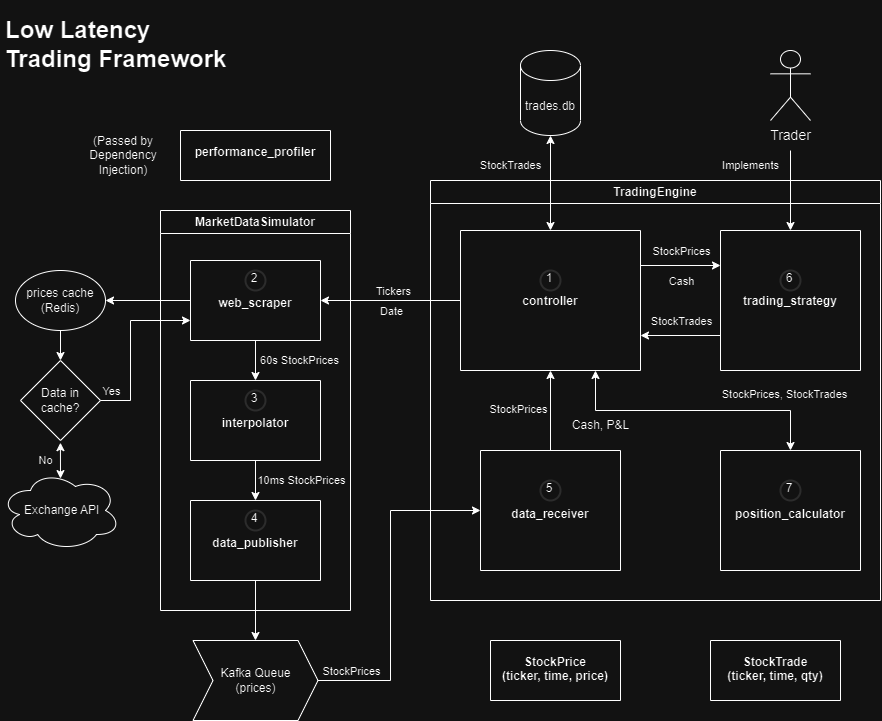 Low Latency
Trading Framework
trades.db
Trader
(Passed by
Dependency
Injection)
performance_profiler
StockTrades
Implements
TradingEngine
MarketDataSimulator
1
controller
StockPrices
Cash
StockTrades
6
trading_strategy
2
web_scraper
Tickers
Date
prices cache
(Redis)
60s StockPrices
Data in
cache?
Yes
No
Exchange API
3
interpolator
10ms StockPrices
4
data_publisher
StockPrices
Cash, P&L
StockPrices, StockTrades
5
data_receiver
7
position_calculator
Kafka Queue
(prices)
StockPrices
StockPrice
(ticker, time, price)
StockTrade
(ticker, time, qty)